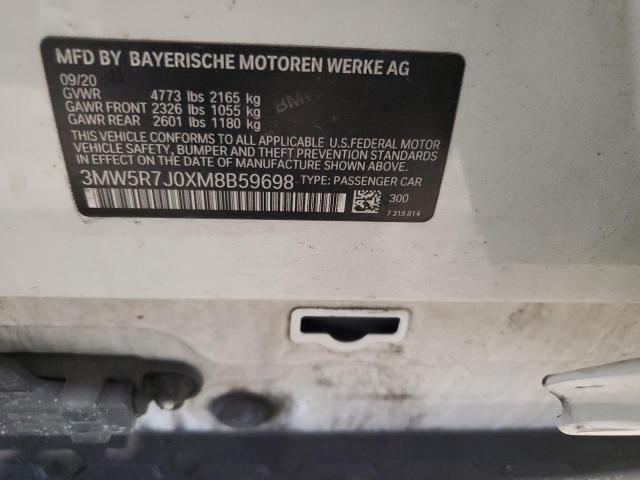 MFD BY BAYERISCHE MOTOREN WERKE AG
09/20
GVWR 4773 lbs 2165 kg
GAWR FRONT 2326 lbs 1055 kg
GAWR REAR 2601 lbs 1180 kg
THIS VEHICLE CONFORMS TO ALL APPLICABLE U.S.FEDERAL MOTOR
VEHICLE SAFETY, BUMPER, AND THEFT PREVENTION STANDARDS IN
EFFECT ON THE DATE OF MANUFACTURE SHOWN ABOVE.
3MW5R7J0XM8B59698 TYPE: PASSENGER CAR
300
7 315 814